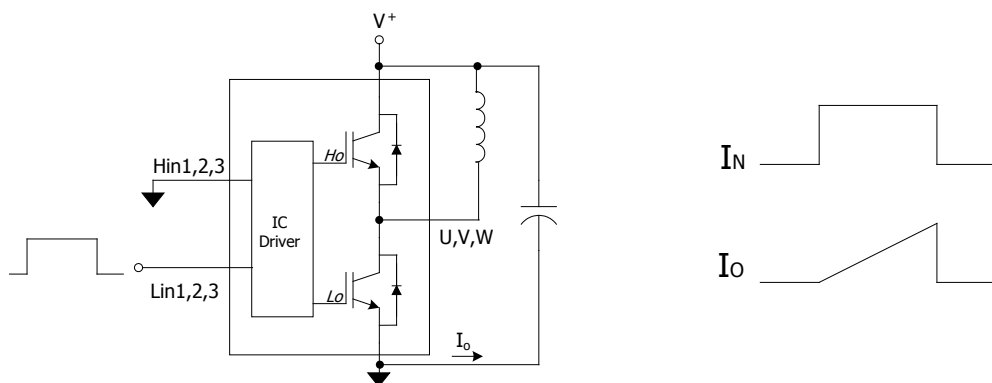 V+
Hin1,2,3
Ho
IC
Driver
U,V,W
Lin1,2,3
Lo
Io
IN
IO